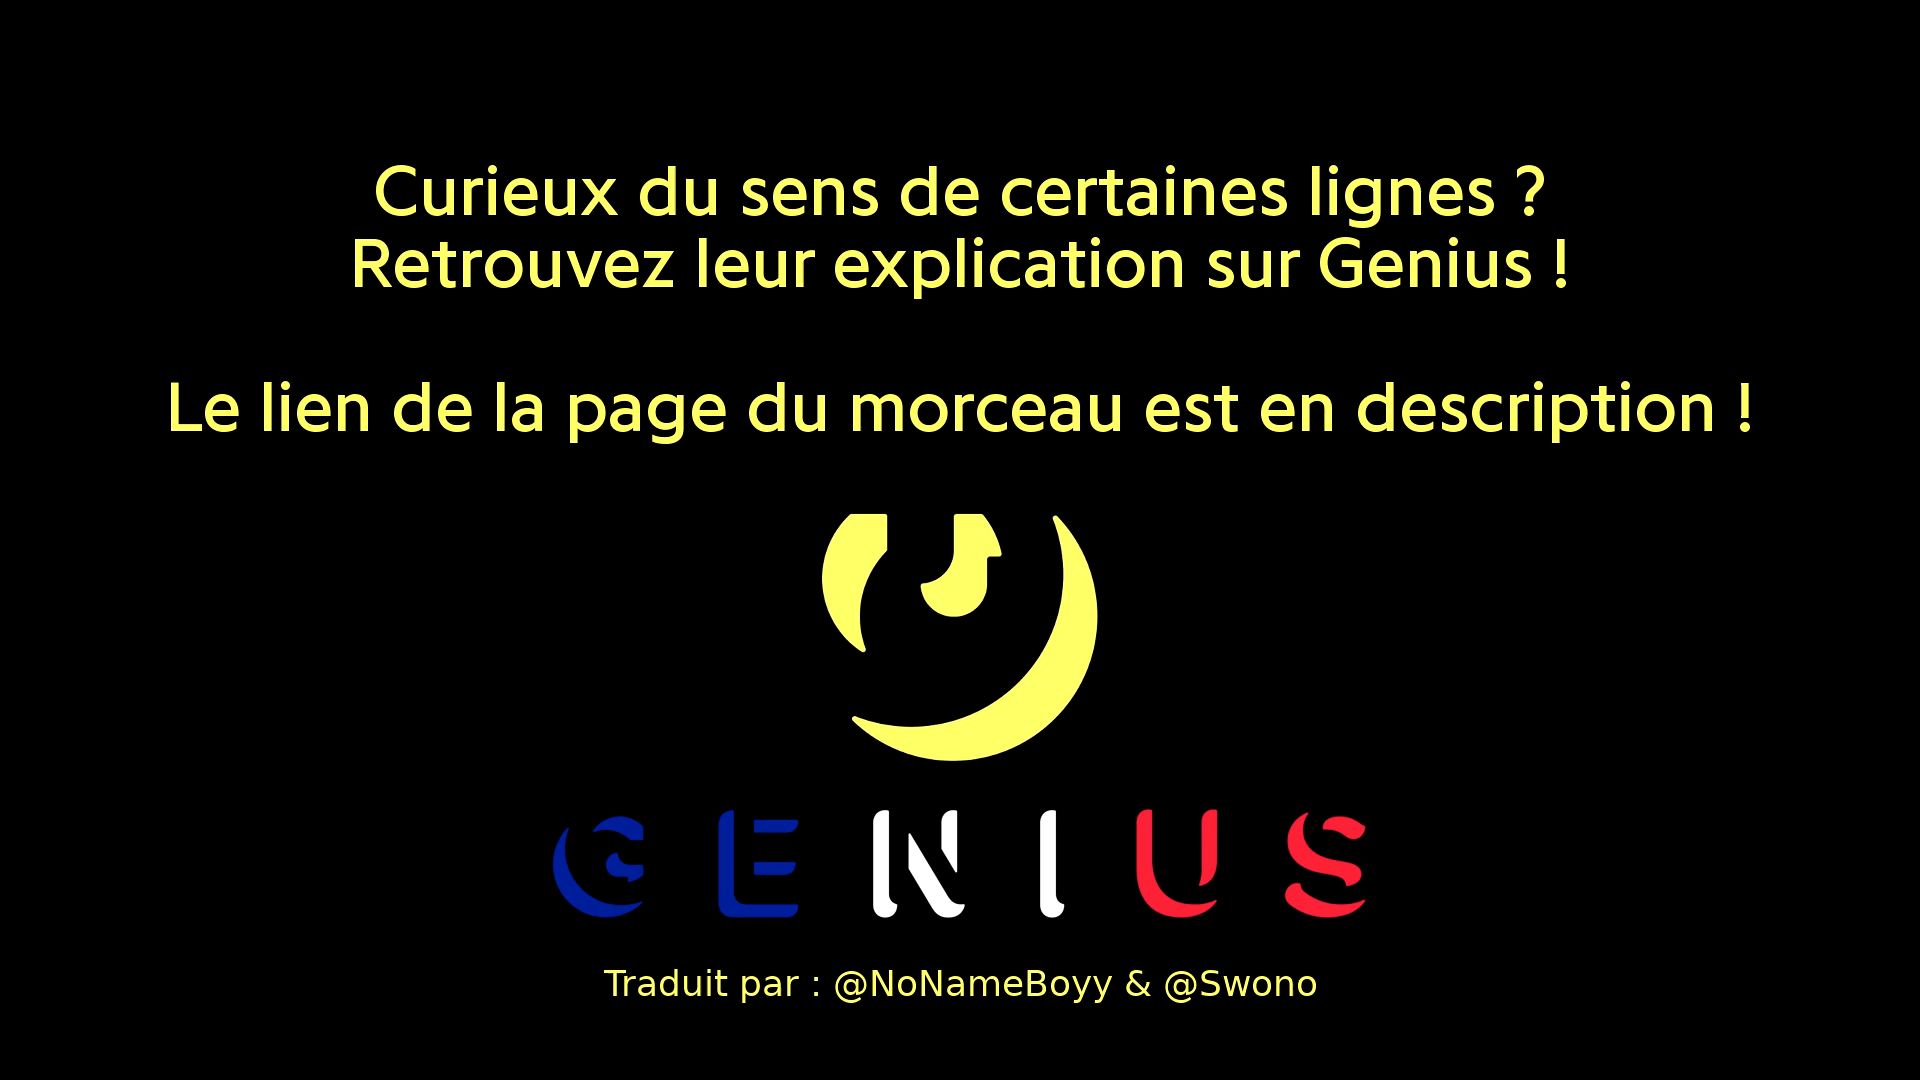 Curieux du sens de certaines lignes ?
Retrouvez leur explication sur Genius !
Le lien de la page du morceau est en description !
GENIUS
Traduit par : @NoNameBoyy & @Swono